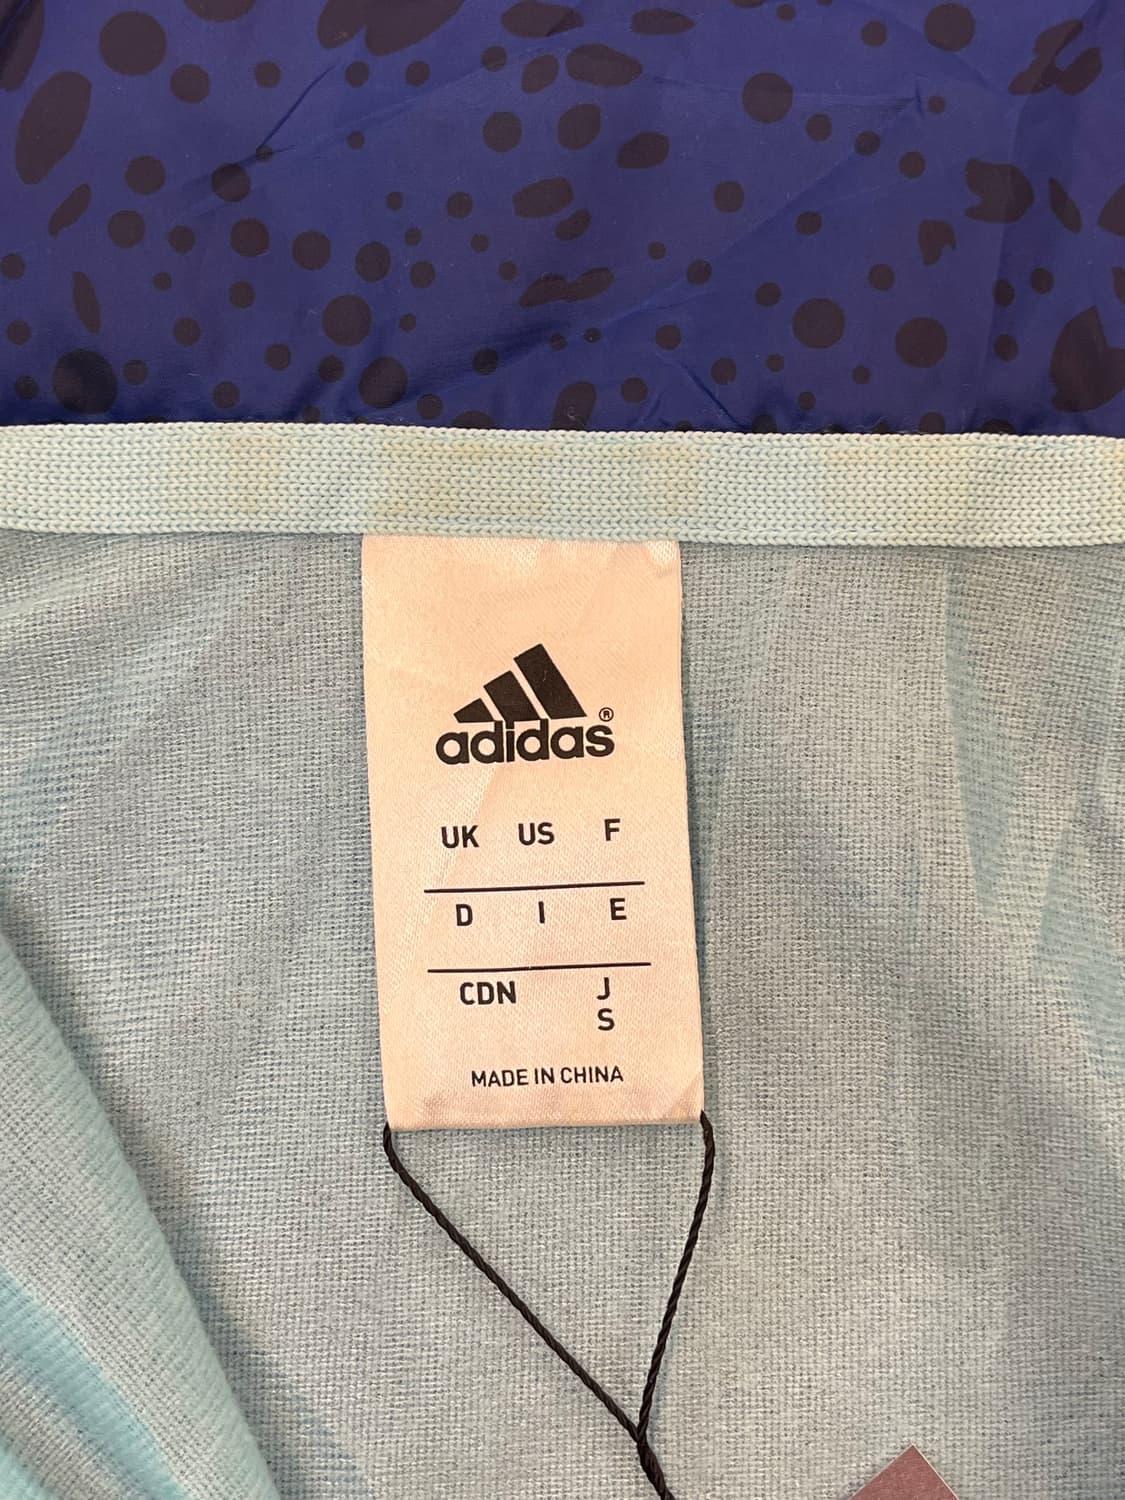 adidas®
UK US F
D I E
CDN J
S
MADE IN CHINA